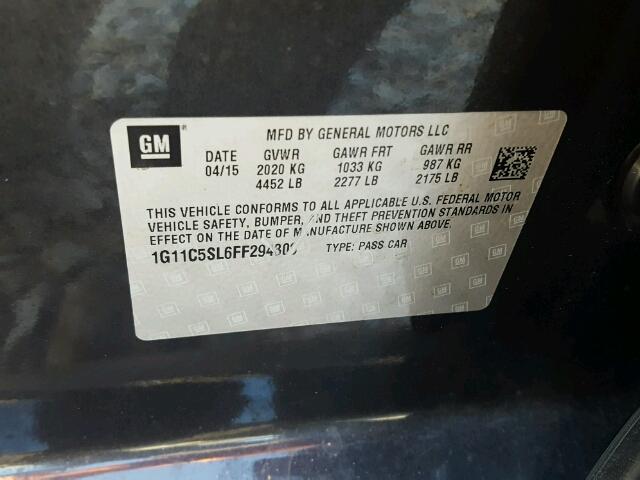 GM
MFD BY GENERAL MOTORS LLC
DATE GVWR GAWR FRT GAWR RR
04/15 2020 KG 1033 KG 987 KG
4452 LB 2277 LB 2175 LB
THIS VEHICLE CONFORMS TO ALL APPLICABLE U.S. FEDERAL MOTOR
VEHICLE SAFETY, BUMPER, AND THEFT PREVENTION STANDARDS IN
EFFECT ON THE DATE OF MANUFACTURE SHOWN ABOVE.
TYPE: PASS CAR